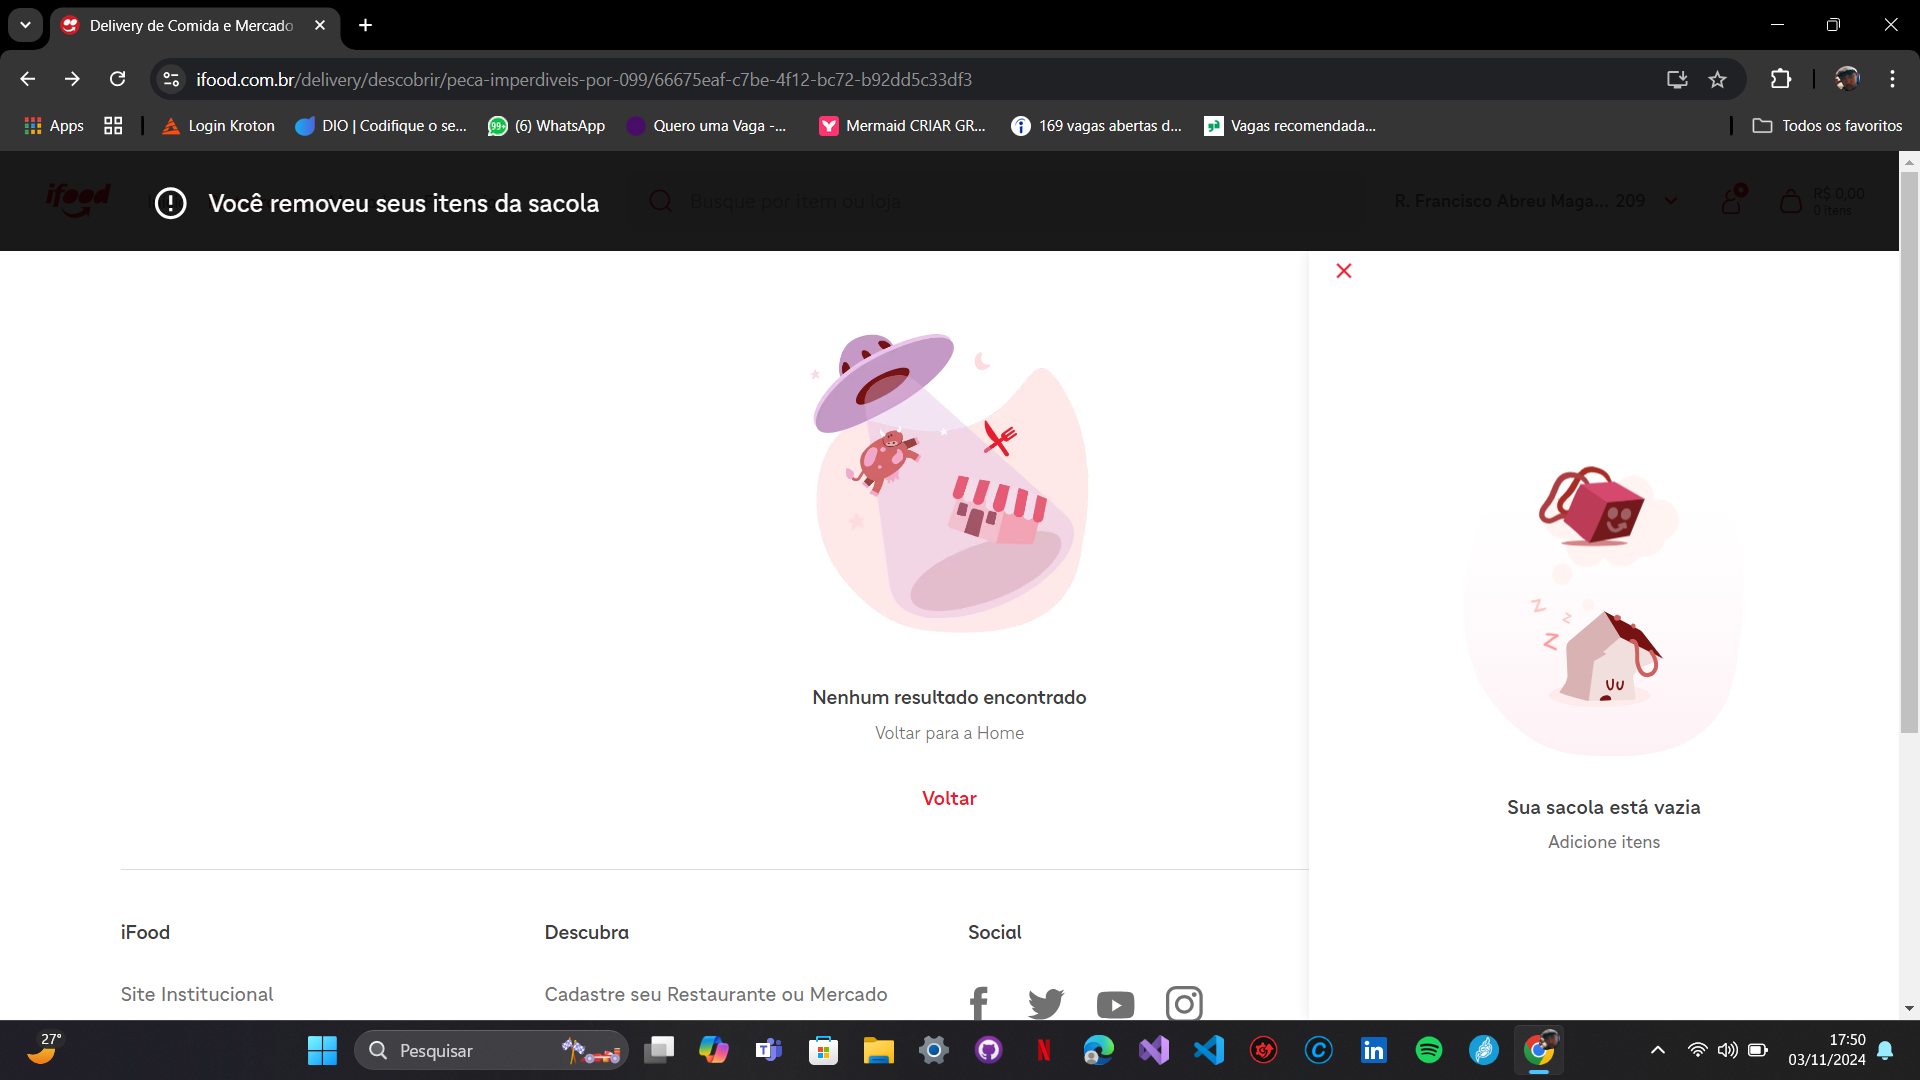 Delivery de Comida e Mercado
ifood.com.br/delivery/descobrir/peca-imperdiveis-por-099/66675eaf-c7be-4f12-bc72-b92dd5c33df3
Apps
Login Kroton
DIO | Codifique o se...
(6) WhatsApp
Quero uma Vaga -...
Mermaid CRIAR GR...
169 vagas abertas d...
Vagas recomendada...
Todos os favoritos
ifood
Você removeu seus itens da sacola
Busque por item ou loja
R. Francisco Abreu Maga... 209
R$ 0,00
0 itens
Nenhum resultado encontrado
Voltar para a Home
Voltar
Sua sacola está vazia
Adicione itens
iFood
Descubra
Social
Site Institucional
Cadastre seu Restaurante ou Mercado
27°
Pesquisar
17:50
03/11/2024